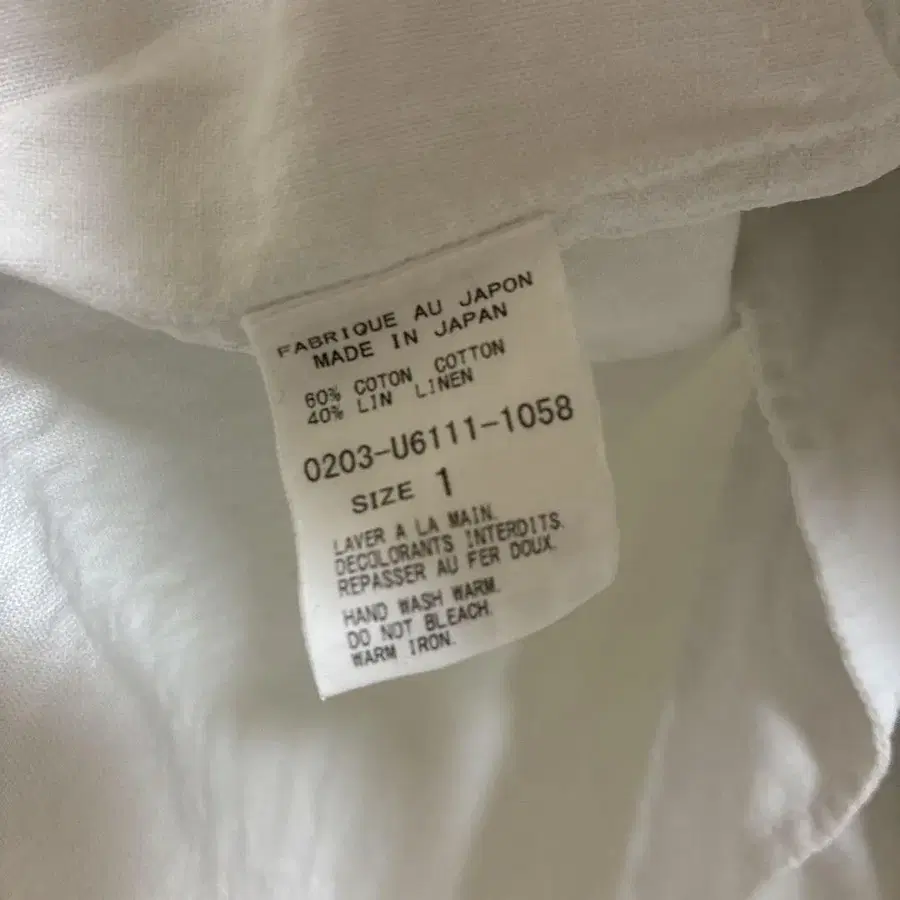 FABRIQUE AU JAPON
MADE IN JAPAN
60% COTON COTTON
40% LIN LINEN
0203-U6111-1058
SIZE 1
LAVER A LA MAIN.
DECOLORANTS INTERDITS.
REPASSER AU FER DOUX.
HAND WASH WARM.
DO NOT BLEACH.
WARM IRON.